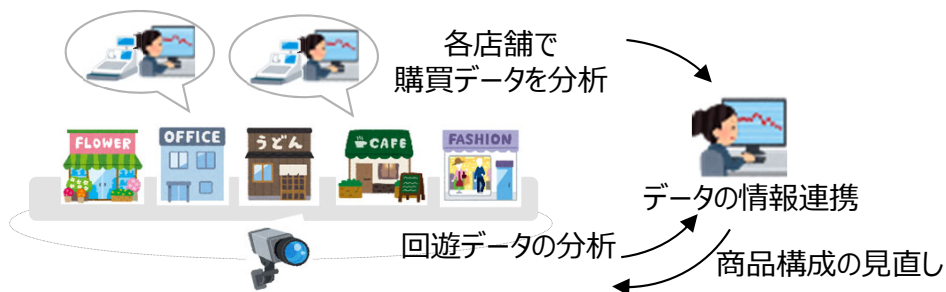 各店舗で
購買データを分析
FLOWER
OFFICE
うどん
CAFE
FASHION
データの情報連携
回遊データの分析
商品構成の見直し